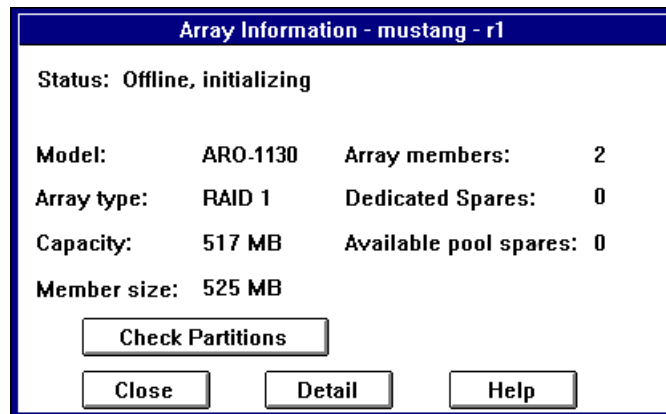 Array Information - mustang - r1
Status: Offline, initializing
Model: ARO-1130 Array members: 2
Array type: RAID 1 Dedicated Spares: 0
Capacity: 517 MB Available pool spares: 0
Member size: 525 MB
Check Partitions
Close Detail Help